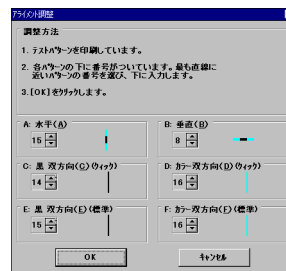 アライメント調整
調整方法
1. テストパターンを印刷しています。
2. 各パターンの下に番号がついています。最も直線に
近いパターンの番号を選び、下に入力します。
3.[OK]をクリックします。
A: 水平(A)
15
B: 垂直(B)
8
C: 黒 双方向(C)(クイック)
14
D: カラー双方向(D)(クイック)
16
E: 黒 双方向(E)(標準)
15
F: カラー双方向(F)(標準)
16
OK
キャンセル